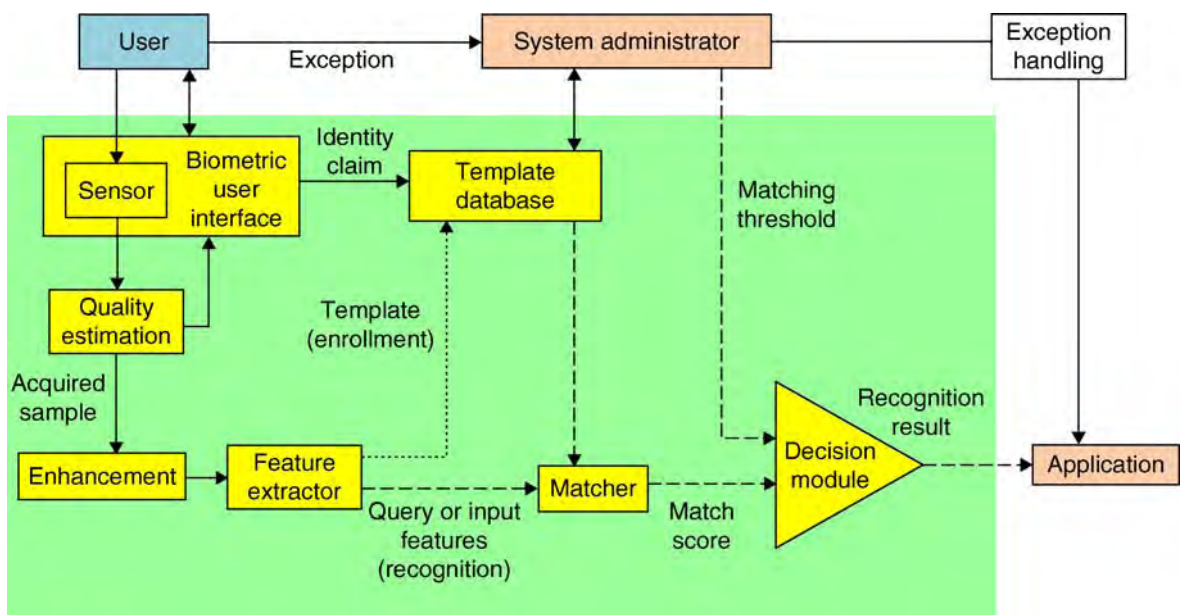 User
Exception
System administrator
Exception
handling
Identity
claim
Biometric
user
interface
Sensor
Template
database
Matching
threshold
Quality
estimation
Template
(enrollment)
Acquired
sample
Recognition
result
Enhancement
Feature
extractor
Matcher
Decision
module
Application
Query or input
features
(recognition)
Match
score